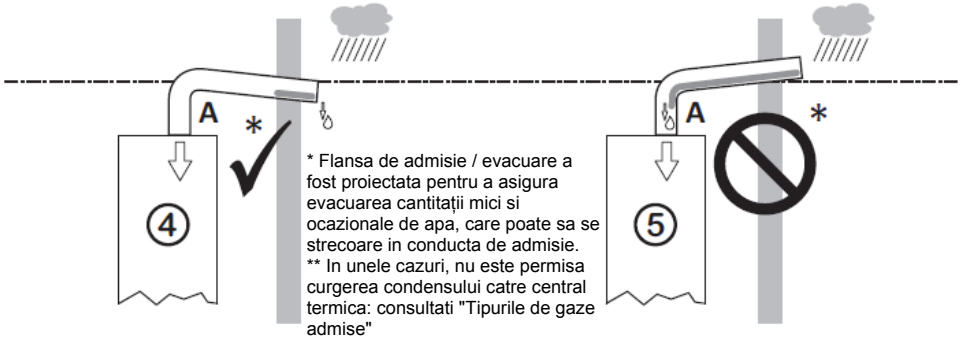 A
*
4
* Flansa de admisie / evacuare a
fost proiectata pentru a asigura
evacuarea cantitații mici si
ocazionale de apa, care poate sa se
strecoare in conducta de admisie.
** In unele cazuri, nu este permisa
curgerea condensului catre central
termica: consultati "Tipurile de gaze
admise"
A
*
5